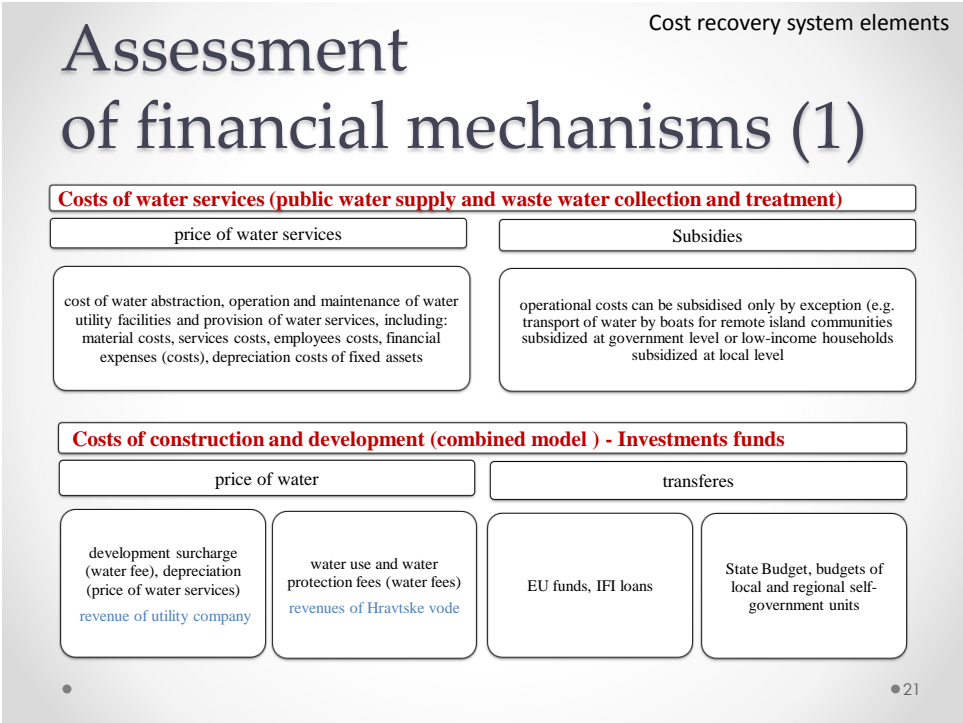 Cost recovery system elements
Assessment
of financial mechanisms (1)
Costs of water services (public water supply and waste water collection and treatment)
price of water services
Subsidies
cost of water abstraction, operation and maintenance of water
utility facilities and provision of water services, including:
material costs, services costs, employees costs, financial
expenses (costs), depreciation costs of fixed assets
operational costs can be subsidised only by exception (e.g.
transport of water by boats for remote island communities
subsidized at government level or low-income households
subsidized at local level
Costs of construction and development (combined model ) - Investments funds
price of water
transferes
development surcharge
(water fee), depreciation
(price of water services)
revenue of utility company
water use and water
protection fees (water fees)
revenues of Hravtske vode
EU funds, IFI loans
State Budget, budgets of
local and regional self-
government units
21